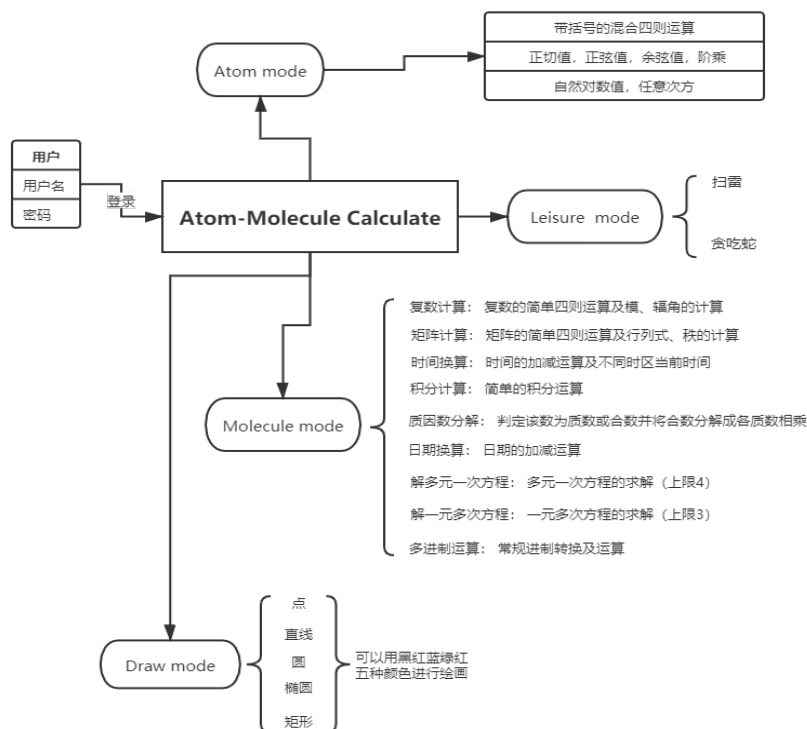 带括号的混合四则运算
Atom mode
正切值，正弦值，余弦值，阶乘
自然对数值，任意次方
用户
用户名
密码
登录
Atom-Molecule Calculate
Leisure mode
扫雷
贪吃蛇
复数计算： 复数的简单四则运算及模、辐角的计算
矩阵计算： 矩阵的简单四则运算及行列式、秩的计算
时间换算： 时间的加减运算及不同时区当前时间
积分计算： 简单的积分运算
Molecule mode
质因数分解： 判定该数为质数或合数并将合数分解成各质数相乘
日期换算： 日期的加减运算
解多元一次方程： 多元一次方程的求解（上限4）
解一元多次方程： 一元多次方程的求解（上限3）
多进制运算： 常规进制转换及运算
Draw mode
点
直线
圆
椭圆
矩形
可以用黑红蓝绿红
五种颜色进行绘画